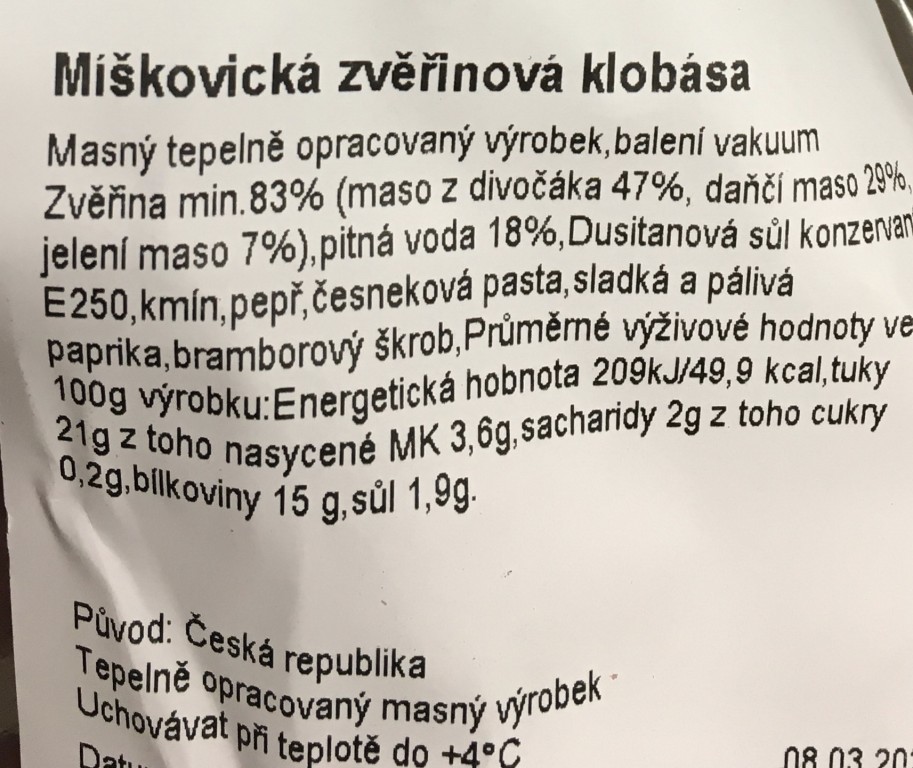 Míškovická zvěřinová klobása
Masný tepelně opracovaný výrobek,balení vakuum
Zvěřina min.83% (maso z divočáka 47%, daňčí maso 29%,
jelení maso 7%),pitná voda 18%,Dusitanová sůl konzervan
E250,kmín,pepř,česneková pasta,sladká a pálivá
paprika,bramborový škrob,Průměrné výživové hodnoty ve
100g výrobku:Energetická hobnota 209kJ/49,9 kcal,tuky
21g z toho nasycené MK 3,6g,sacharidy 2g z toho cukry
0,2g,bílkoviny 15 g,sůl 1,9g.
Původ: Česká republika
Tepelně opracovaný masný výrobek
Uchovávat při teplotě do +4°C
08.03.20